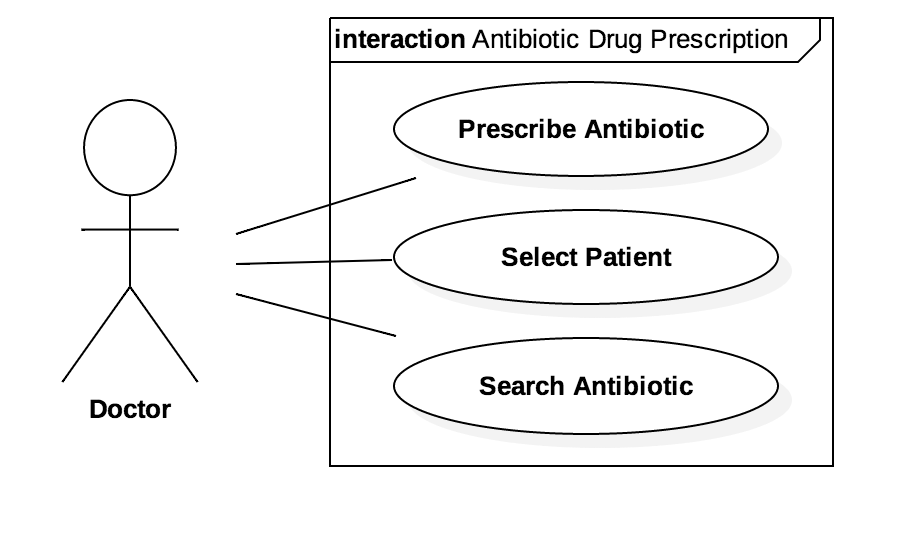 interaction Antibiotic Drug Prescription
Prescribe Antibiotic
Select Patient
Search Antibiotic
Doctor